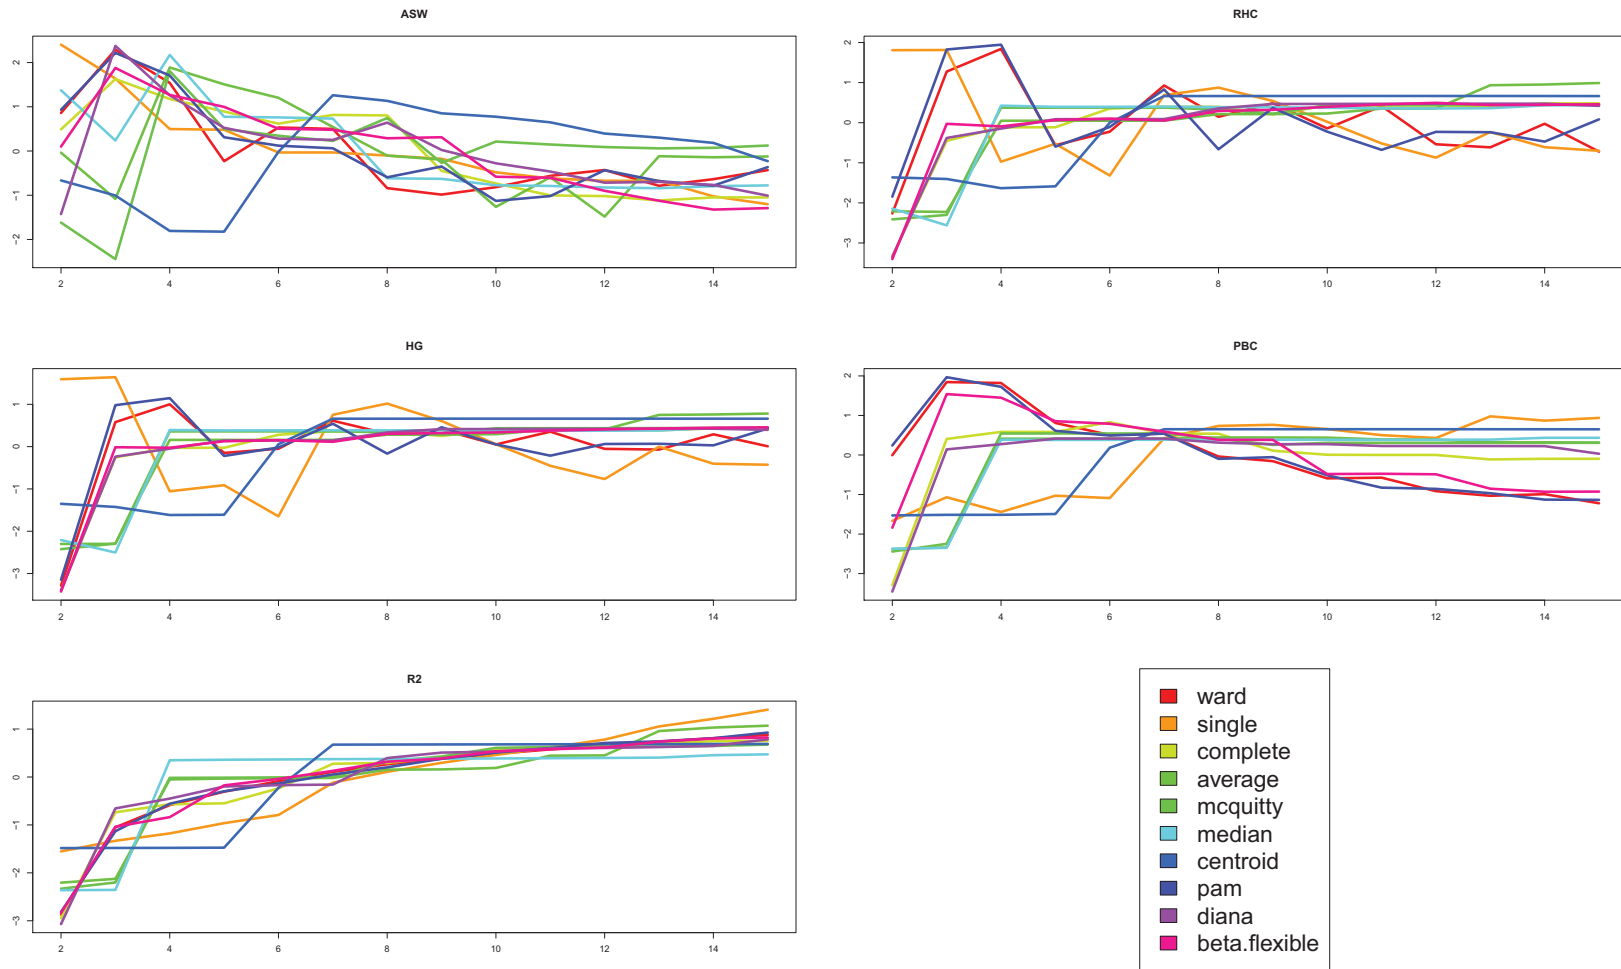 ASW
2
1
0
−1
−2
2 4 6 8 10 12 14
RHC
2
1
0
−1
−2
−3
2 4 6 8 10 12 14
HG
1
0
−1
−2
−3
2 4 6 8 10 12 14
PBC
2
1
0
−1
−2
−3
2 4 6 8 10 12 14
R2
1
0
−1
−2
−3
2 4 6 8 10 12 14
ward
single
complete
average
mcquitty
median
centroid
pam
diana
beta.flexible